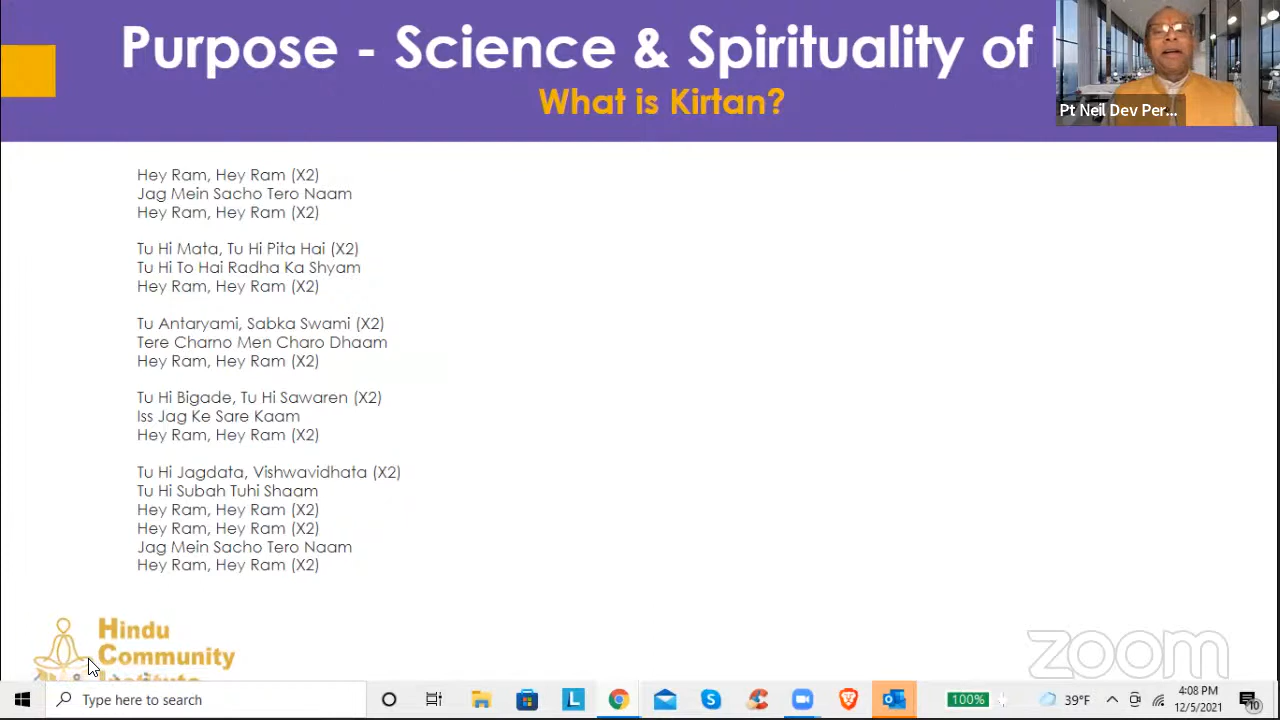 Purpose - Science & Spirituality of
What is Kirtan?
Pt Neil Dev Per...
Hey Ram, Hey Ram (X2)
Jag Mein Sacho Tero Naam
Hey Ram, Hey Ram (X2)
Tu Hi Mata, Tu Hi Pita Hai (X2)
Tu Hi To Hai Radha Ka Shyam
Hey Ram, Hey Ram (X2)
Tu Antaryami, Sabka Swami (X2)
Tere Charno Men Charo Dhaam
Hey Ram, Hey Ram (X2)
Tu Hi Bigade, Tu Hi Sawaren (X2)
Iss Jag Ke Sare Kaam
Hey Ram, Hey Ram (X2)
Tu Hi Jagdata, Vishwavidhata (X2)
Tu Hi Subah Tuhi Shaam
Hey Ram, Hey Ram (X2)
Hey Ram, Hey Ram (X2)
Jag Mein Sacho Tero Naam
Hey Ram, Hey Ram (X2)
Hindu
Community
zoom
Type here to search
L
S
100%
39°F
4:08 PM
12/5/2021
10